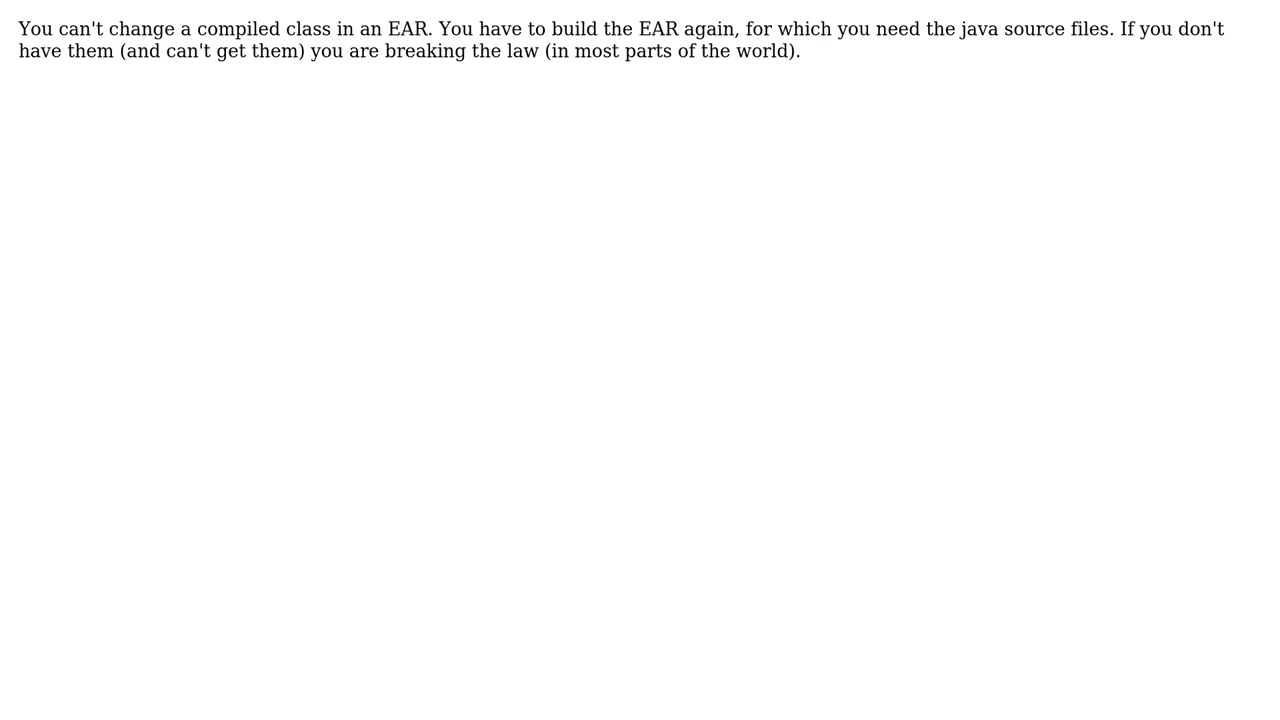 You can't change a compiled class in an EAR. You have to build the EAR again, for which you need the java source files. If you don't
have them (and can't get them) you are breaking the law (in most parts of the world).